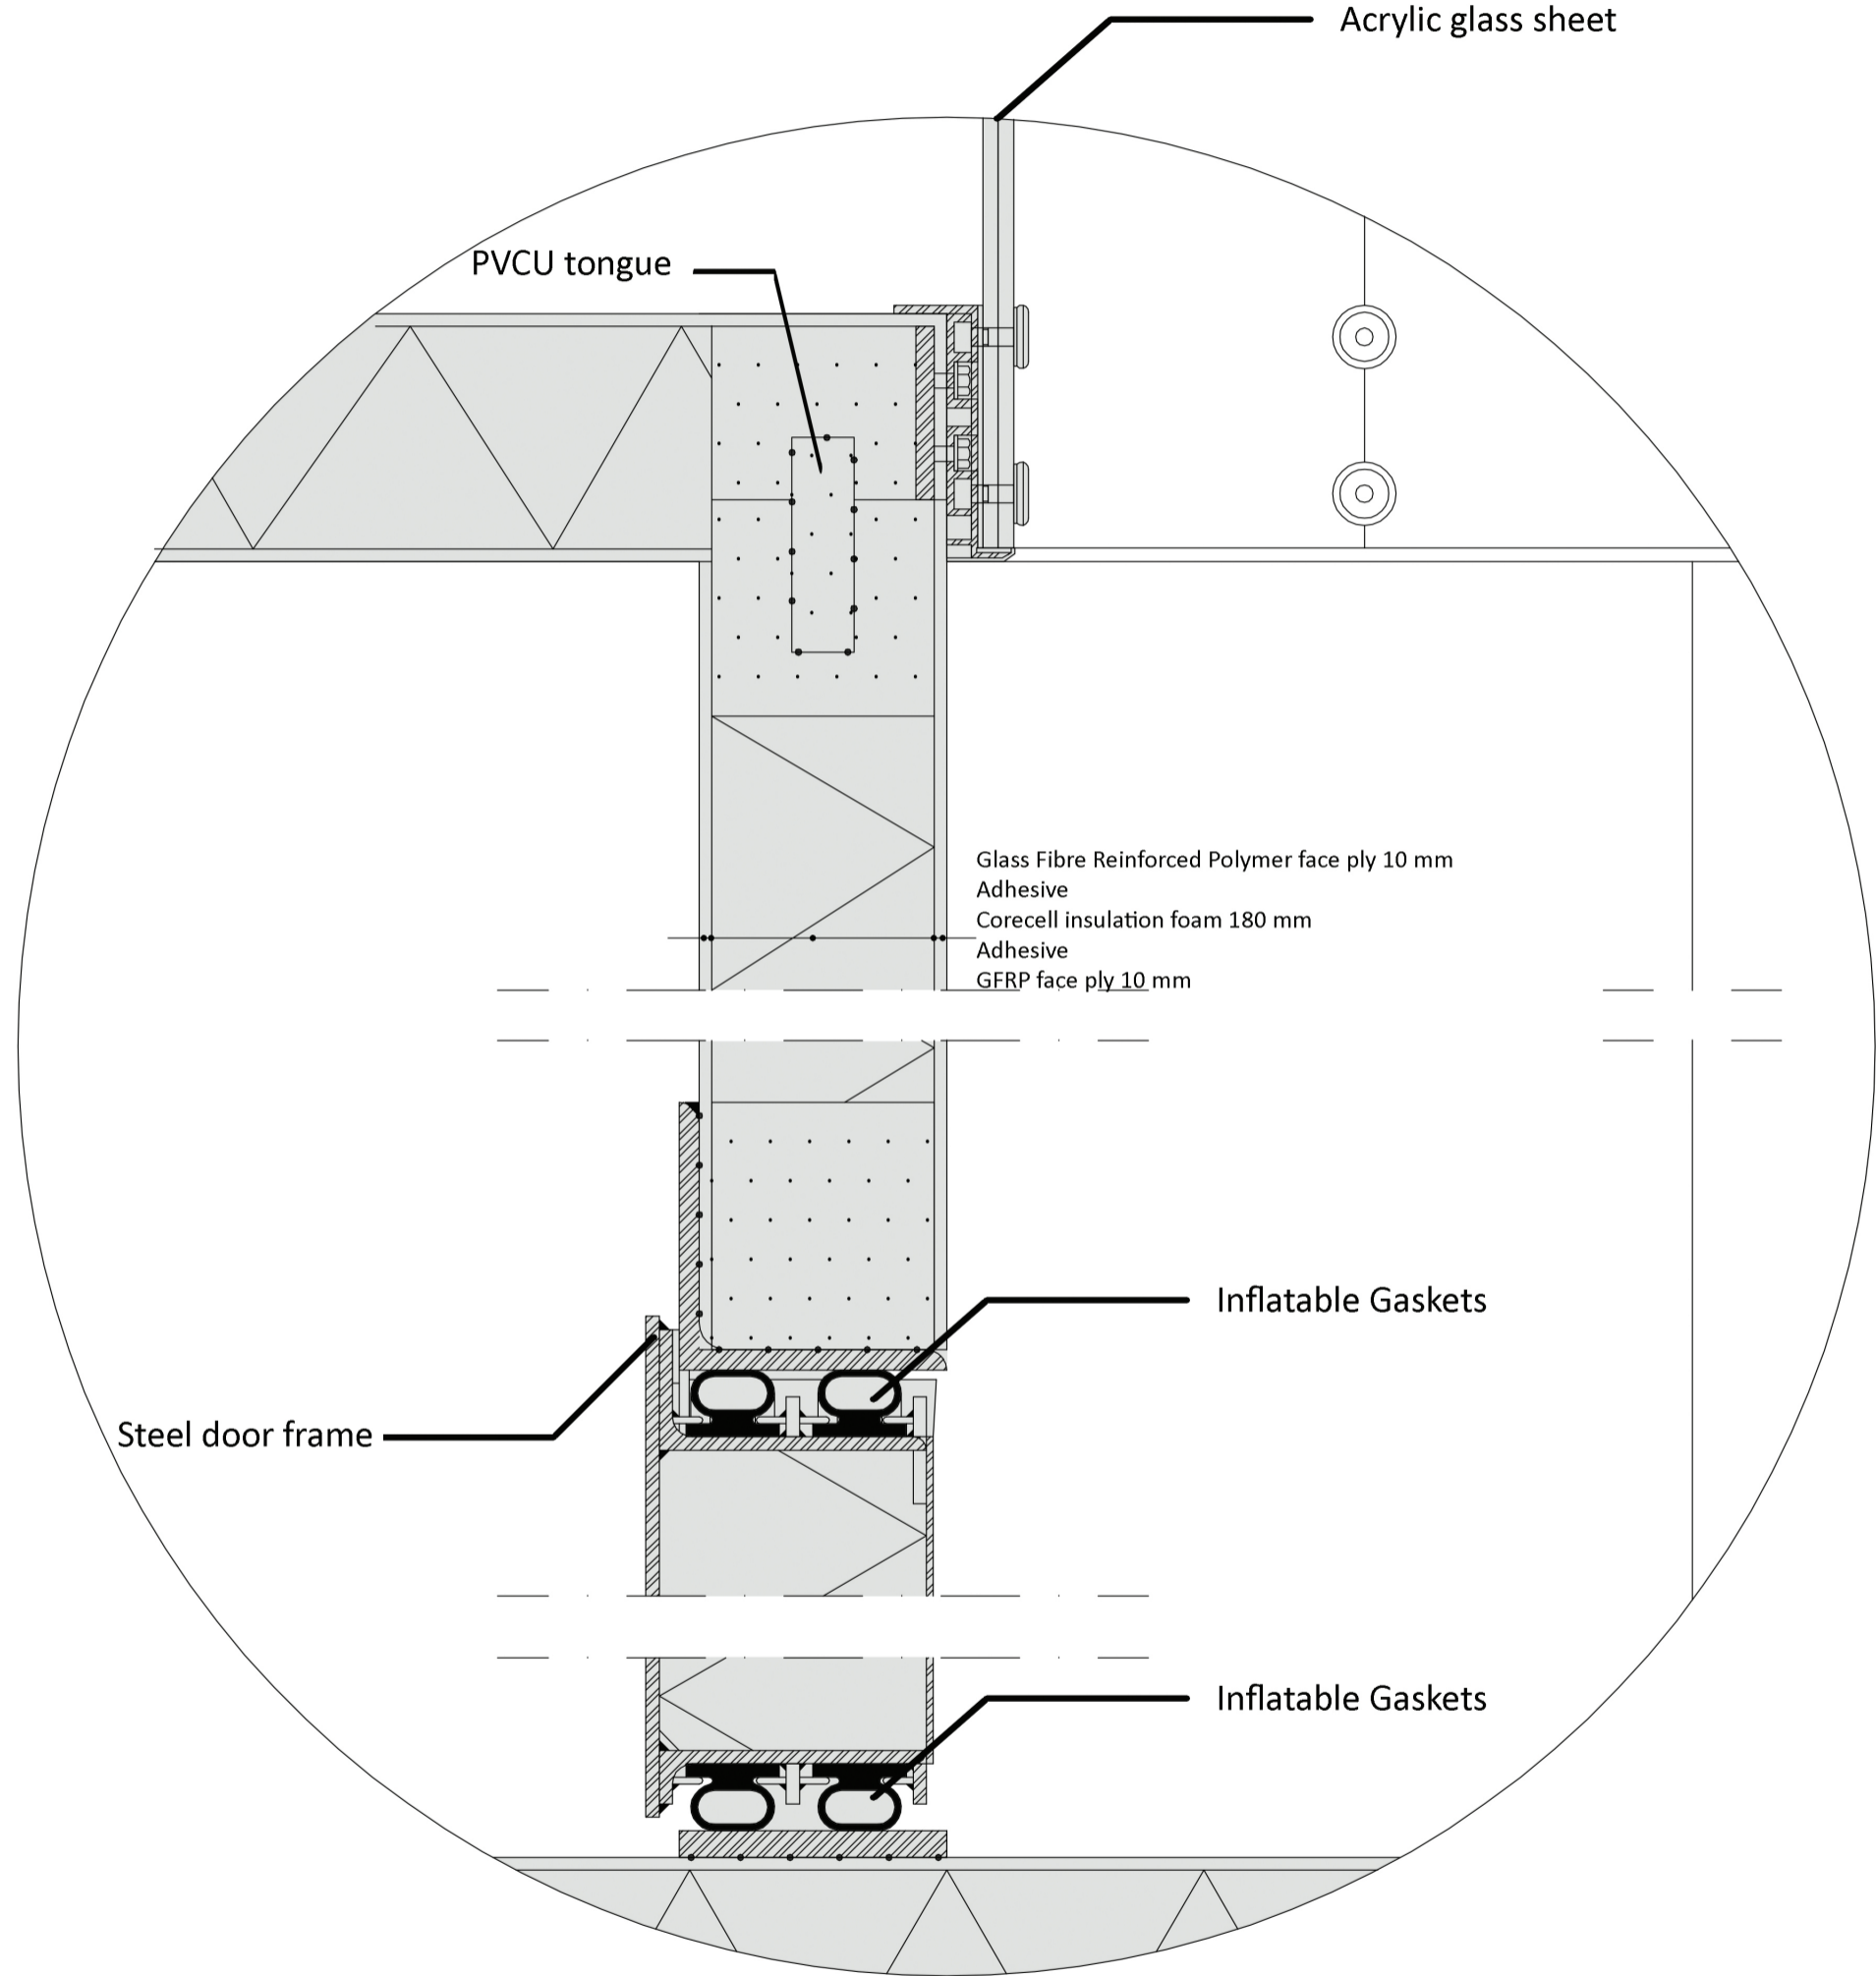 Acrylic glass sheet
PVCU tongue
Glass Fibre Reinforced Polymer face ply 10 mm
Adhesive
Corecell insulation foam 180 mm
Adhesive
GFRP face ply 10 mm
Inflatable Gaskets
Steel door frame
Inflatable Gaskets